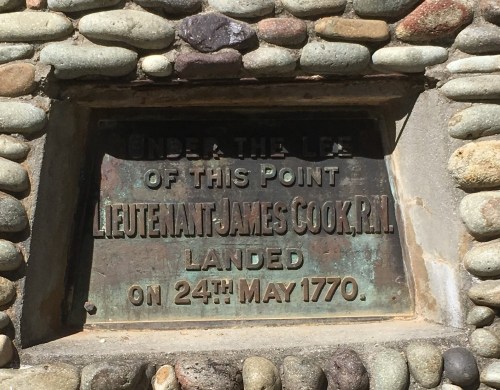 UNDER THE LEE
OF THIS POINT
LIEUTENANT JAMES COOK, R.N.
LANDED
ON 24TH MAY 1770.